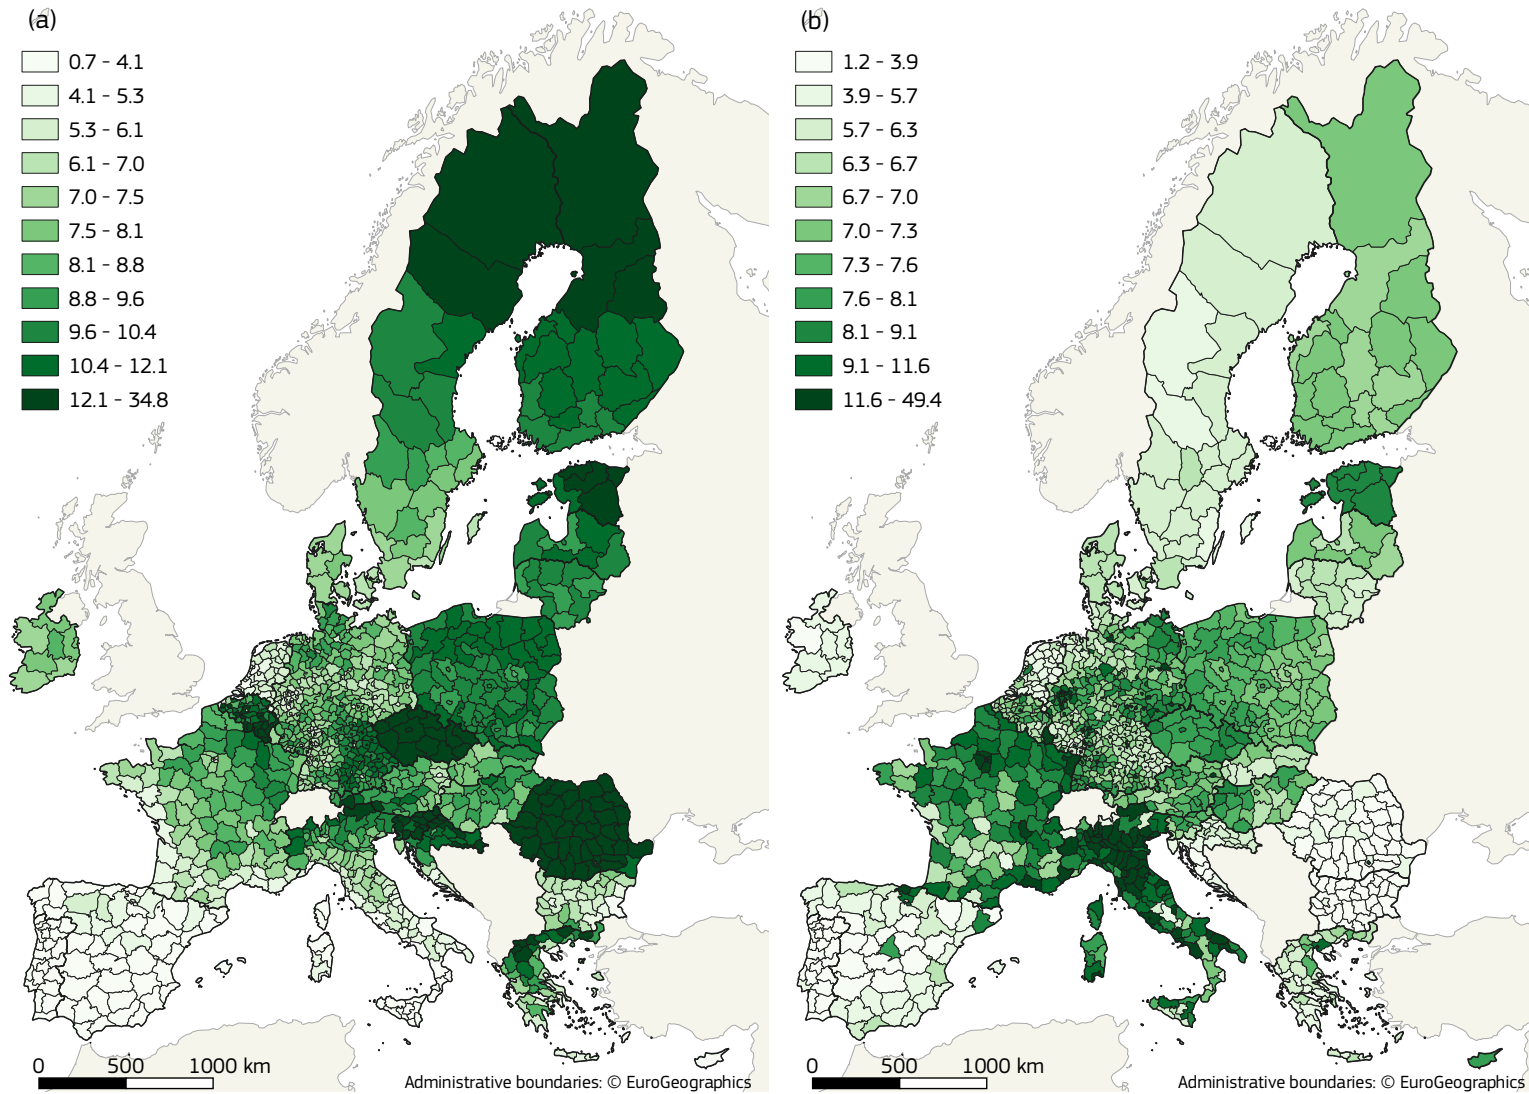 (a)
0.7 - 4.1
4.1 - 5.3
5.3 - 6.1
6.1 - 7.0
7.0 - 7.5
7.5 - 8.1
8.1 - 8.8
8.8 - 9.6
9.6 - 10.4
10.4 - 12.1
12.1 - 34.8
0 500 1000 km
Administrative boundaries: © EuroGeographics
(b)
1.2 - 3.9
3.9 - 5.7
5.7 - 6.3
6.3 - 6.7
6.7 - 7.0
7.0 - 7.3
7.3 - 7.6
7.6 - 8.1
8.1 - 9.1
9.1 - 11.6
11.6 - 49.4
0 500 1000 km
Administrative boundaries: © EuroGeographics